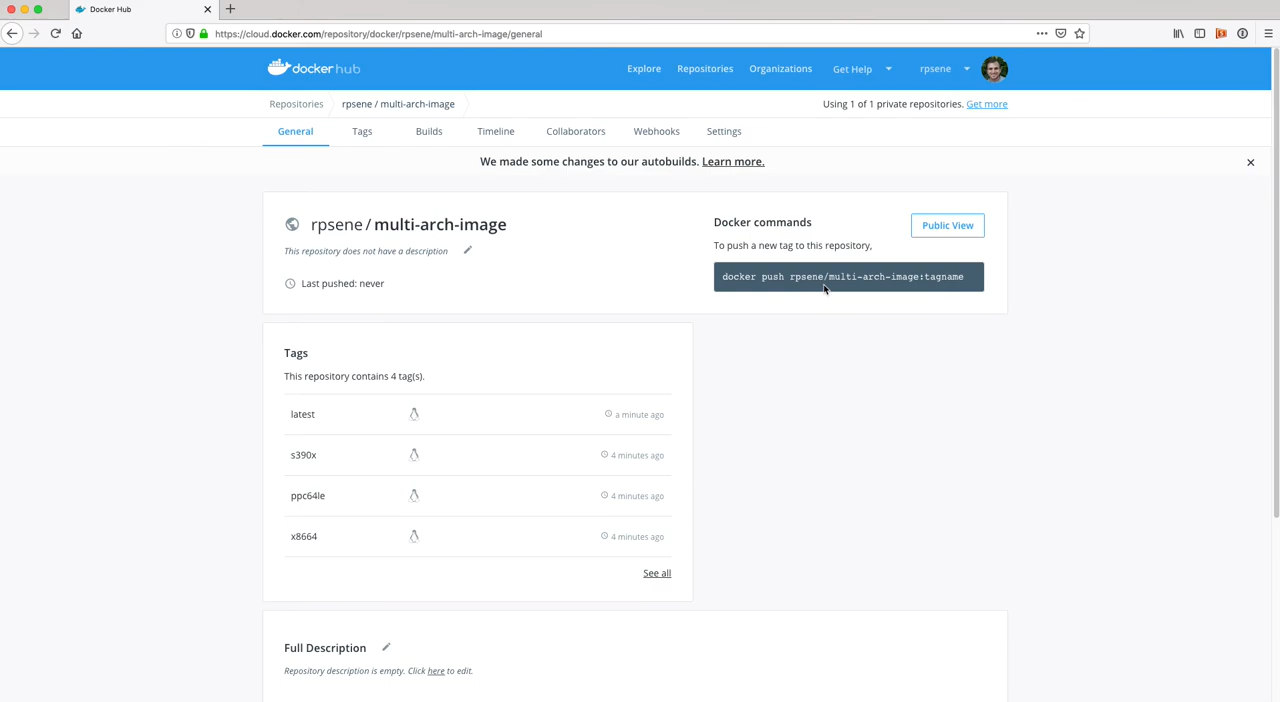 Docker Hub
https://cloud.docker.com/repository/docker/rpsene/multi-arch-image/general
docker hub
Explore
Repositories
Organizations
Get Help
rpsene
Repositories
rpsene / multi-arch-image
Using 1 of 1 private repositories. Get more
General
Tags
Builds
Timeline
Collaborators
Webhooks
Settings
We made some changes to our autobuilds. Learn more.
rpsene / multi-arch-image
This repository does not have a description
Last pushed: never
Docker commands
Public View
To push a new tag to this repository,
docker push rpsene/multi-arch-image:tagname
Tags
This repository contains 4 tag(s).
latest
a minute ago
s390x
4 minutes ago
ppc64le
4 minutes ago
x8664
4 minutes ago
See all
Full Description
Repository description is empty. Click here to edit.